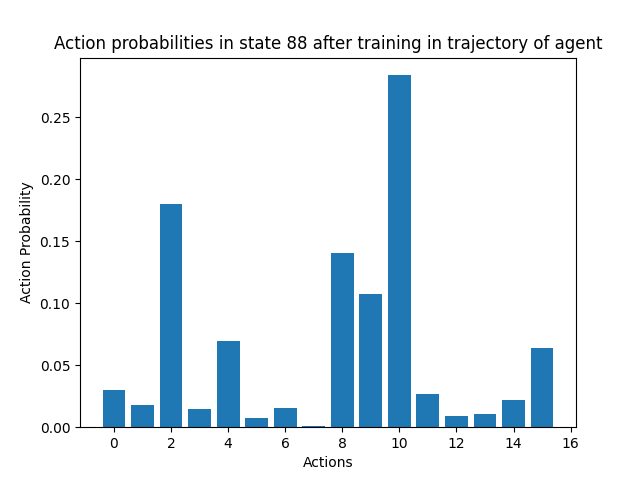 Action probabilities in state 88 after training in trajectory of agent
Action Probability
0.25
0.20
0.15
0.10
0.05
0.00
0 2 4 6 8 10 12 14 16
Actions